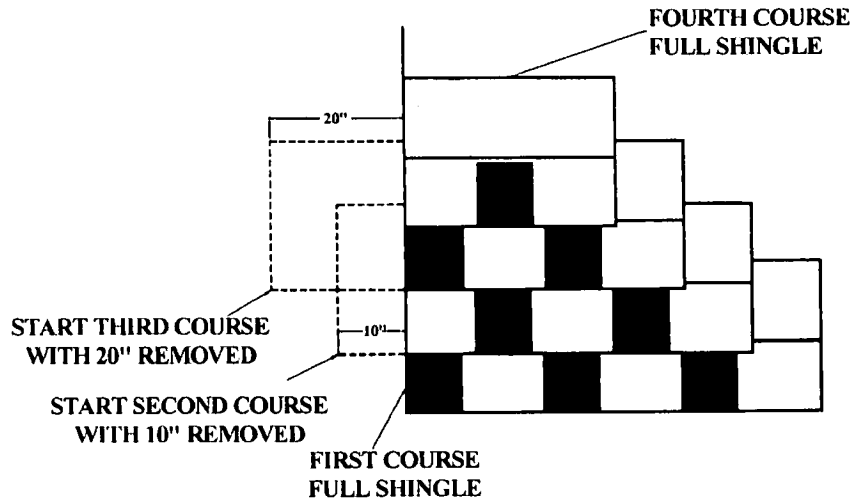 FOURTH COURSE
FULL SHINGLE
20"
10"
START THIRD COURSE
WITH 20" REMOVED
START SECOND COURSE
WITH 10" REMOVED
FIRST COURSE
FULL SHINGLE